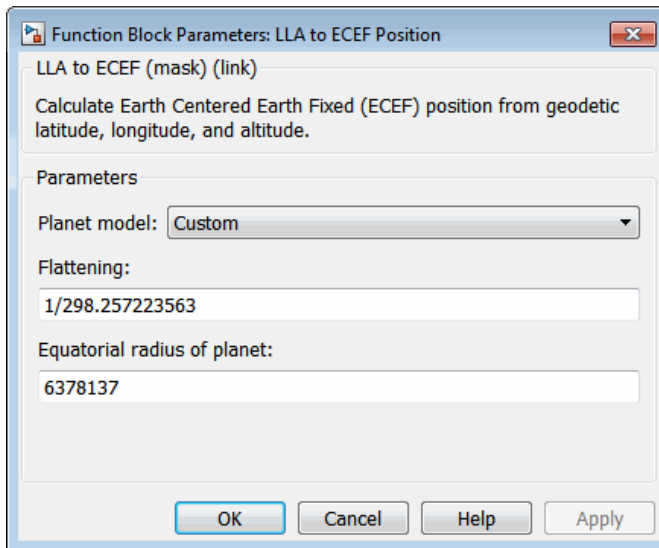 Function Block Parameters: LLA to ECEF Position
LLA to ECEF (mask) (link)
Calculate Earth Centered Earth Fixed (ECEF) position from geodetic
latitude, longitude, and altitude.
Parameters
Planet model: Custom
Flattening:
1/298.257223563
Equatorial radius of planet:
6378137
OK Cancel Help Apply